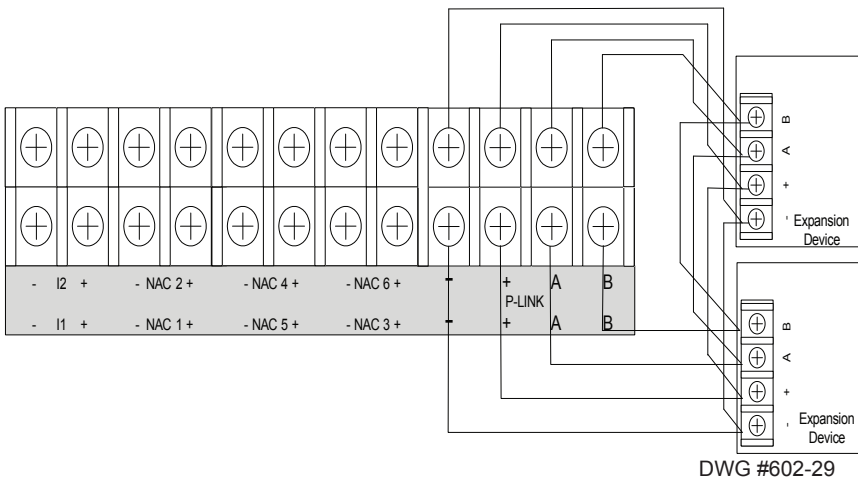 B
A
+
-
Expansion
Device
- I2 + - NAC 2 + - NAC 4 + - NAC 6 + - + A B
P-LINK
- I1 + - NAC 1 + - NAC 5 + - NAC 3 + - + A B
B
A
+
-
Expansion
Device
DWG #602-29